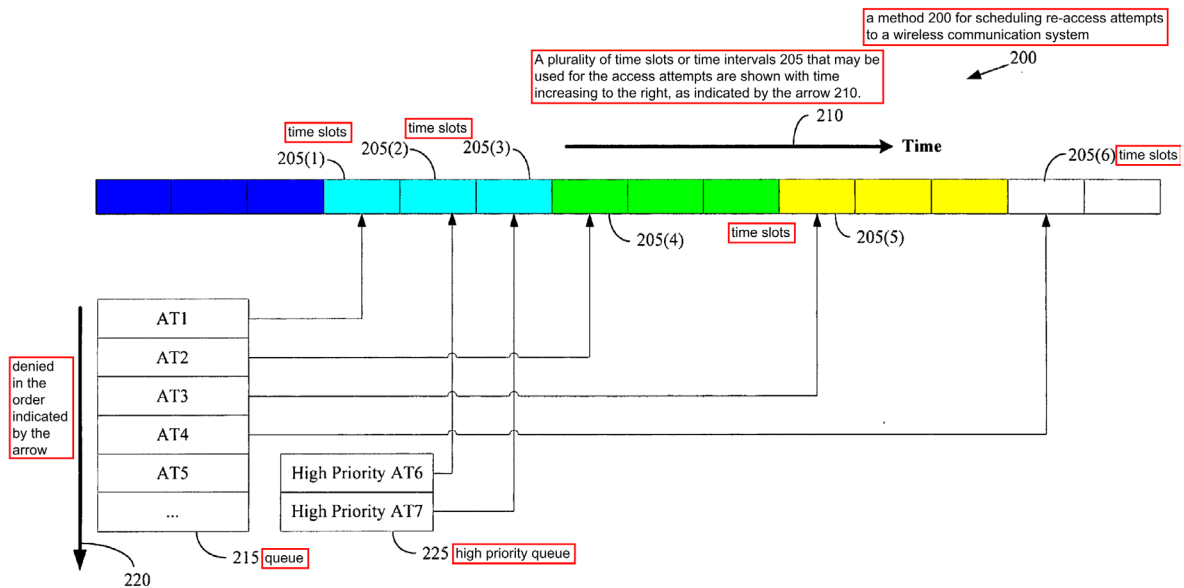 a method 200 for scheduling re-access attempts
to a wireless communication system
200
A plurality of time slots or time intervals 205 that may be
used for the access attempts are shown with time
increasing to the right, as indicated by the arrow 210.
210
Time
time slots
205(1)
time slots
205(2)
205(3)
205(6) time slots
205(4)
time slots
205(5)
denied
in the
order
indicated
by the
arrow
AT1
AT2
AT3
AT4
AT5
...
High Priority AT6
High Priority AT7
215 queue
225 high priority queue
220